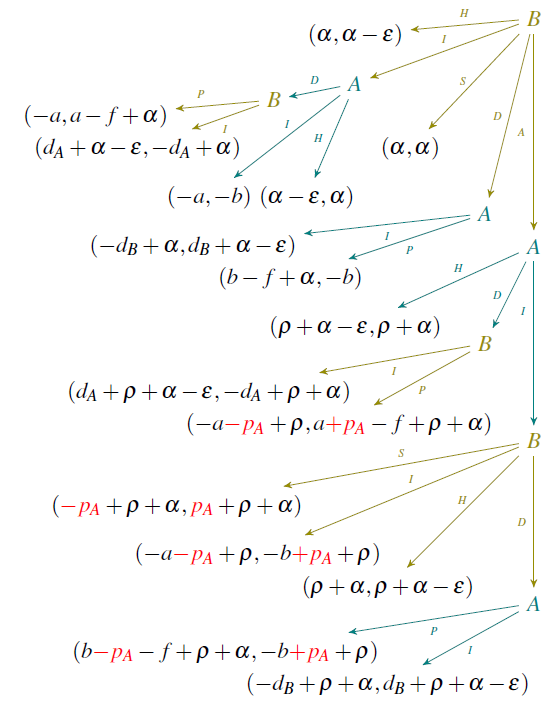 H B
(α, α − ε) I
D A S
P B D
(−a, a − f + α) I I H A
(d_A + α − ε, −d_A + α) (α, α)
(−a, −b) (α − ε, α)
A
(−d_B + α, d_B + α − ε) I P
(b − f + α, −b) A
H
(ρ + α − ε, ρ + α) D I
B
I P
(d_A + ρ + α − ε, −d_A + ρ + α)
(−a − p_A + ρ, a + p_A − f + ρ + α)
B
S I
(−p_A + ρ + α, p_A + ρ + α) H
D
(−a − p_A + ρ, −b + p_A + ρ)
(ρ + α, ρ + α − ε)
A
P
(b − p_A − f + ρ + α, −b + p_A + ρ) I
(−d_B + ρ + α, d_B + ρ + α − ε)